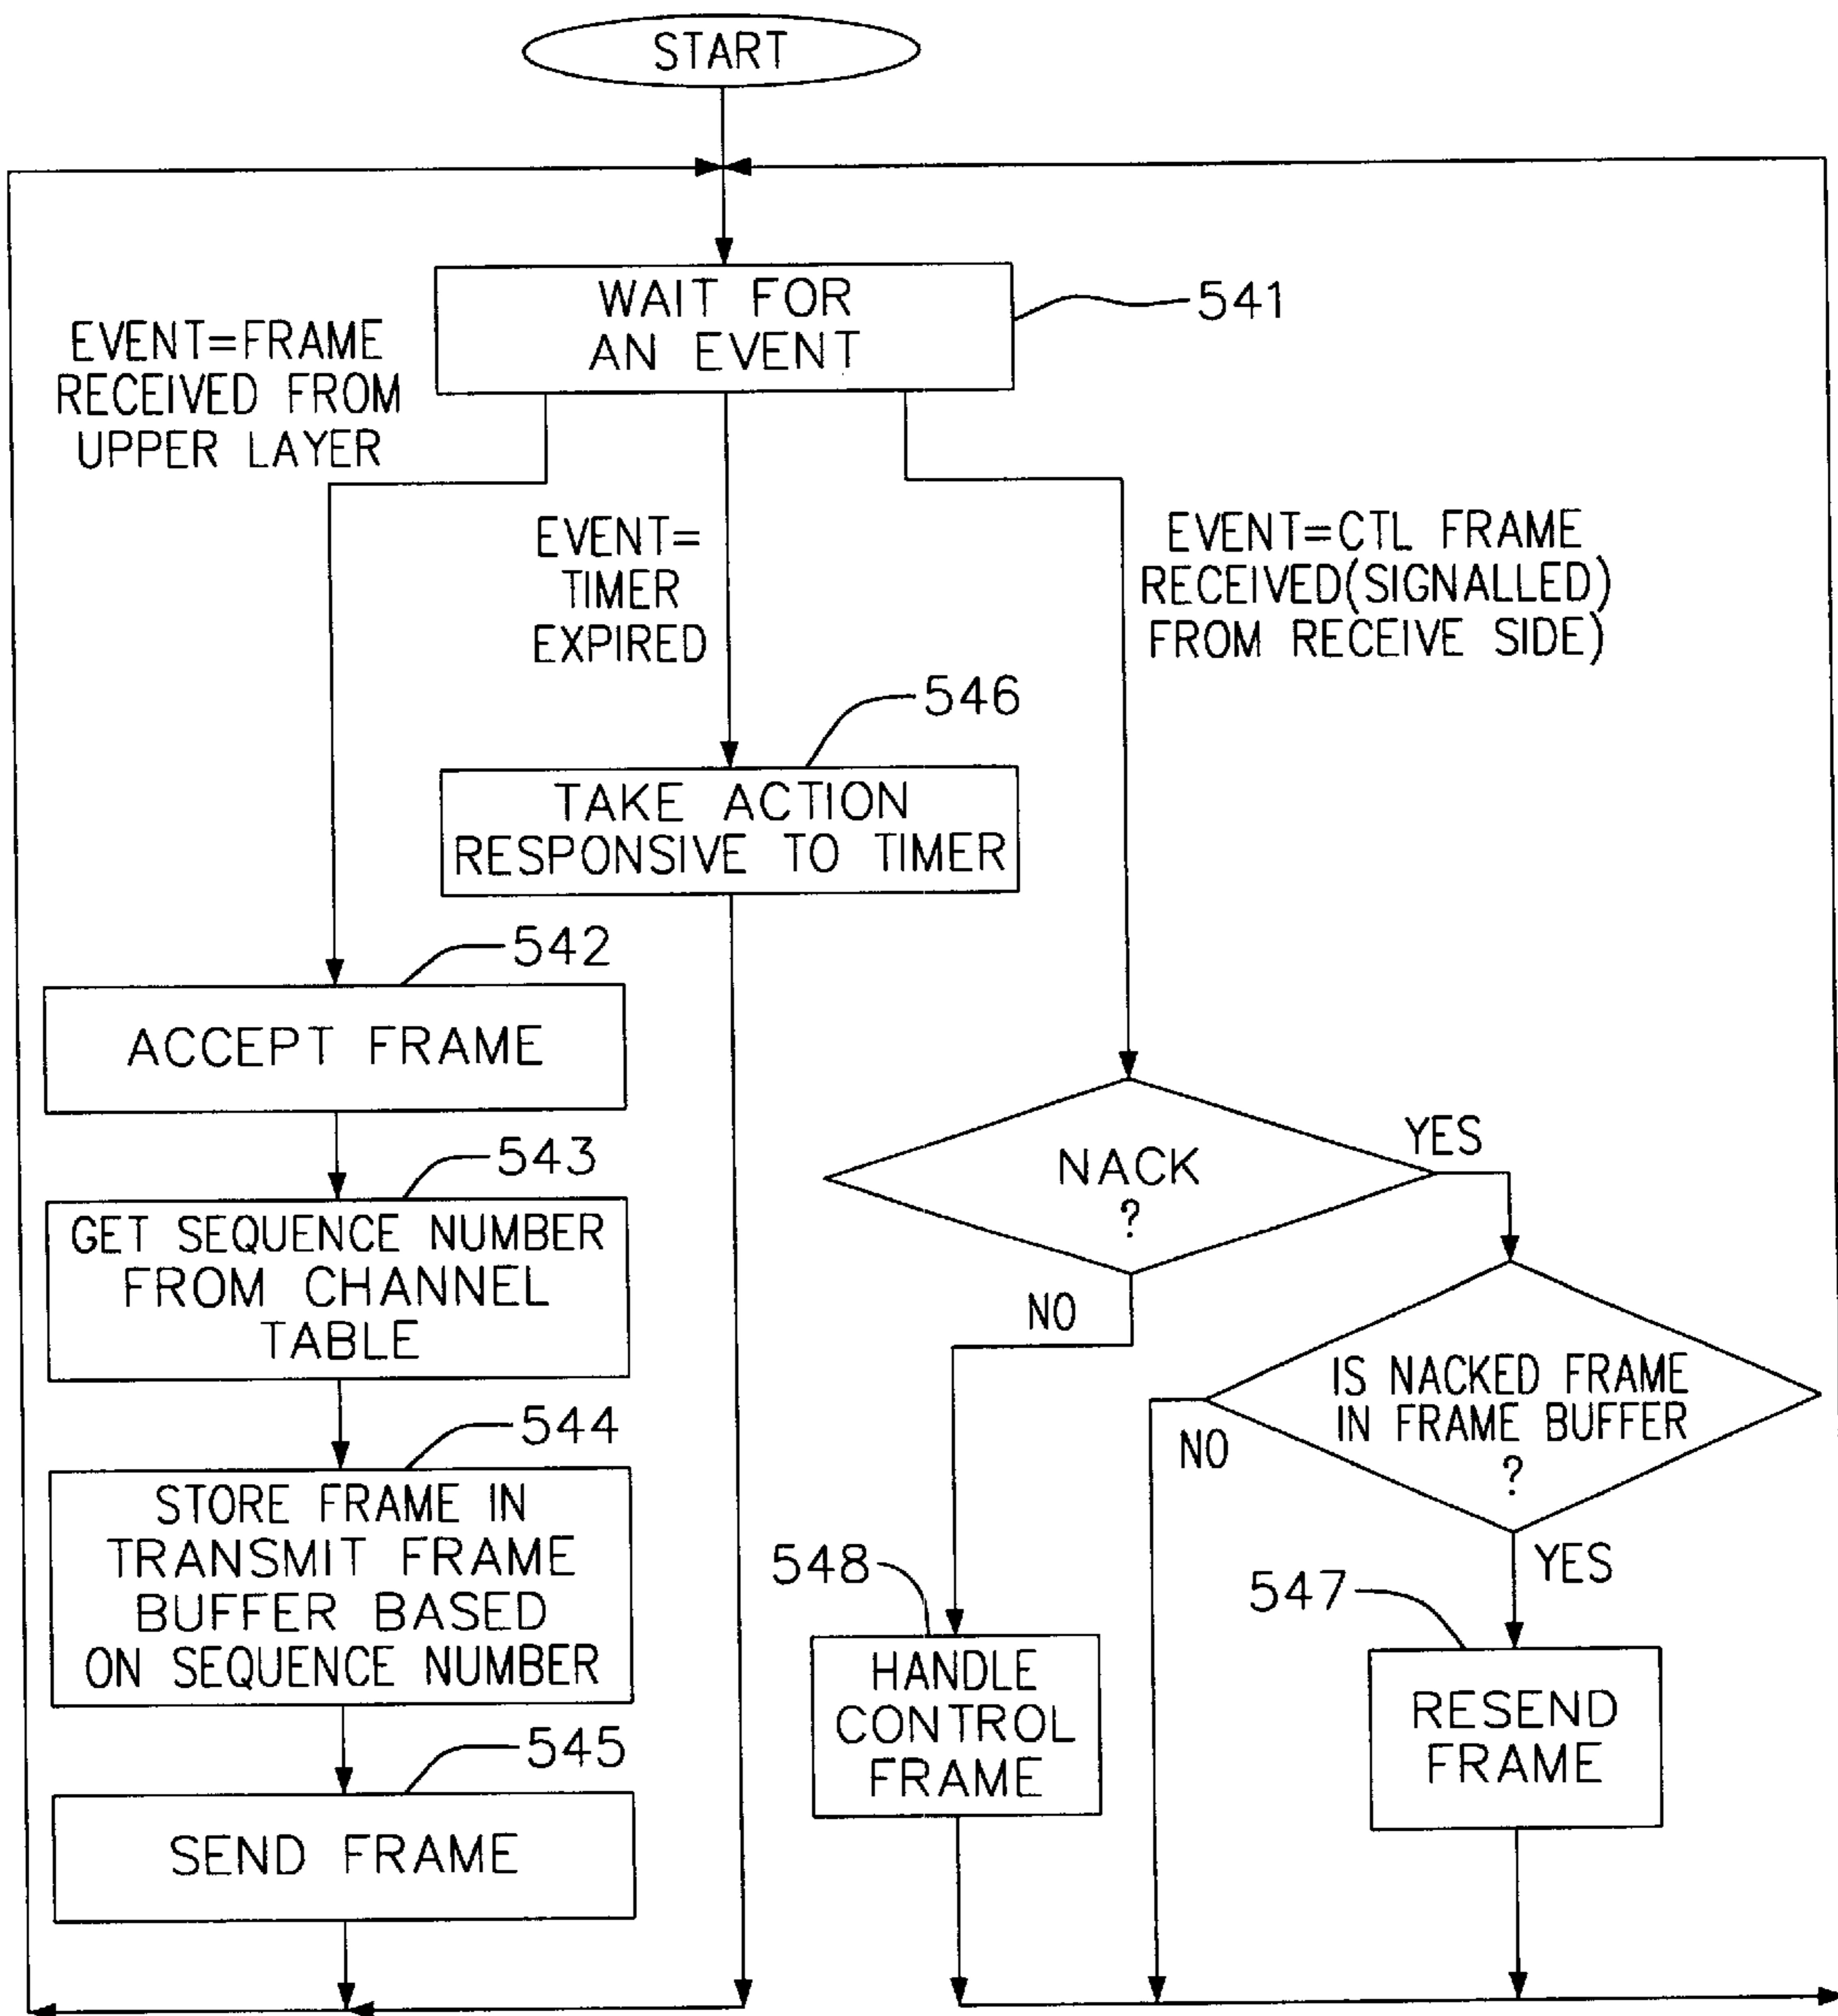 START
WAIT FOR
AN EVENT
541
EVENT=FRAME
RECEIVED FROM
UPPER LAYER
EVENT=
TIMER
EXPIRED
EVENT=CTL FRAME
RECEIVED(SIGNALLED)
FROM RECEIVE SIDE)
546
TAKE ACTION
RESPONSIVE TO TIMER
542
ACCEPT FRAME
543
GET SEQUENCE NUMBER
FROM CHANNEL
TABLE
544
STORE FRAME IN
TRANSMIT FRAME
BUFFER BASED
ON SEQUENCE NUMBER
545
SEND FRAME
NACK
?
YES
NO
IS NACKED FRAME
IN FRAME BUFFER
?
NO
YES
548
HANDLE
CONTROL
FRAME
547
RESEND
FRAME